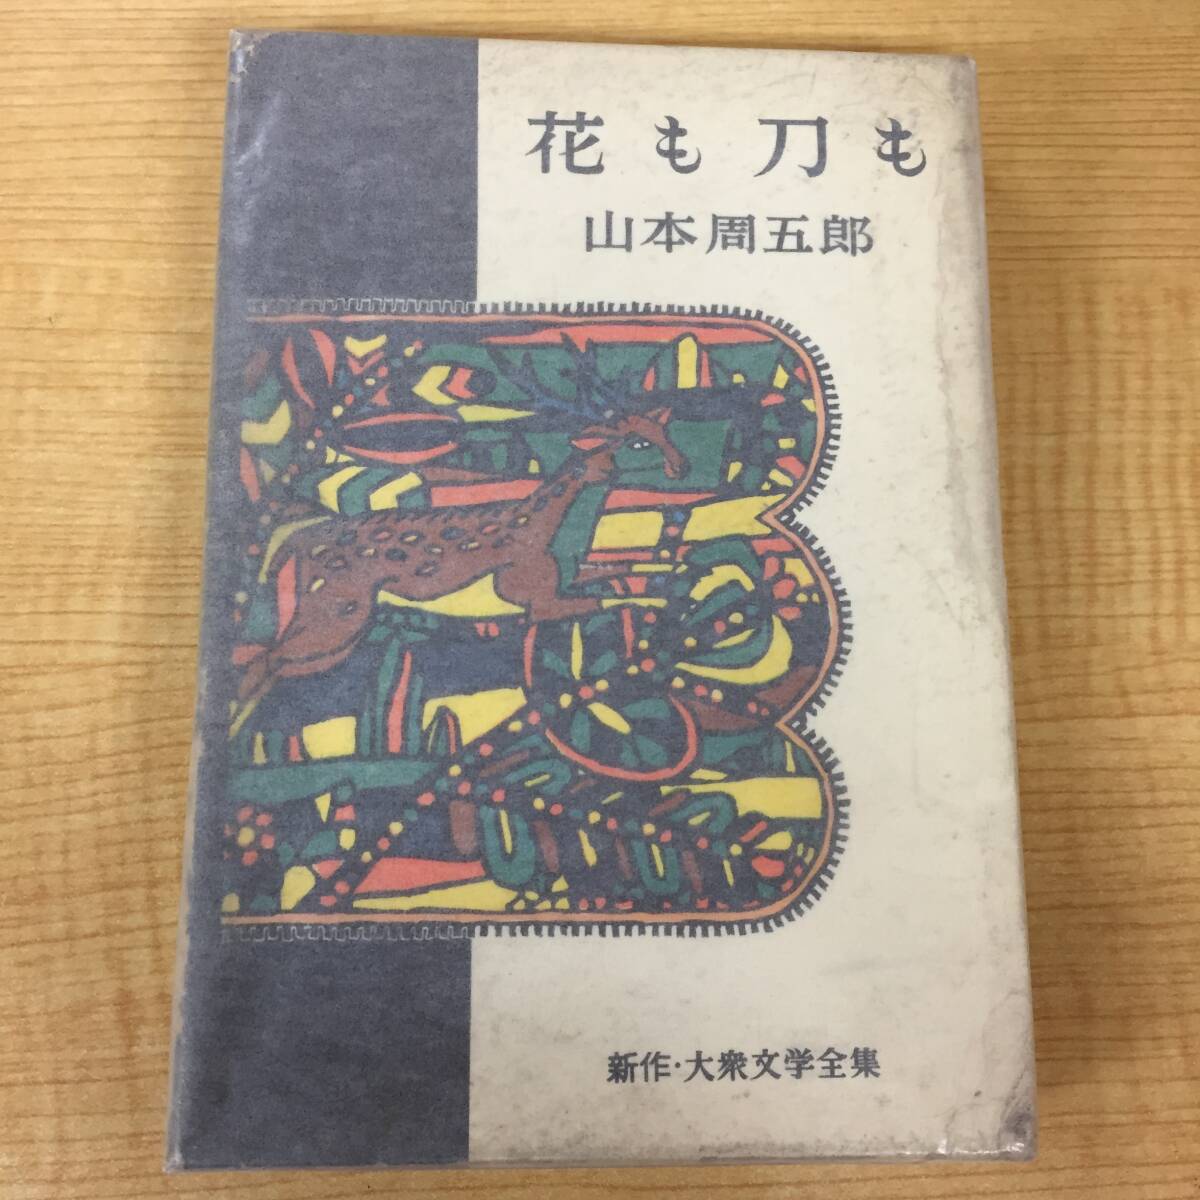 花も刀も
山本周五郎
新作・大衆文学全集